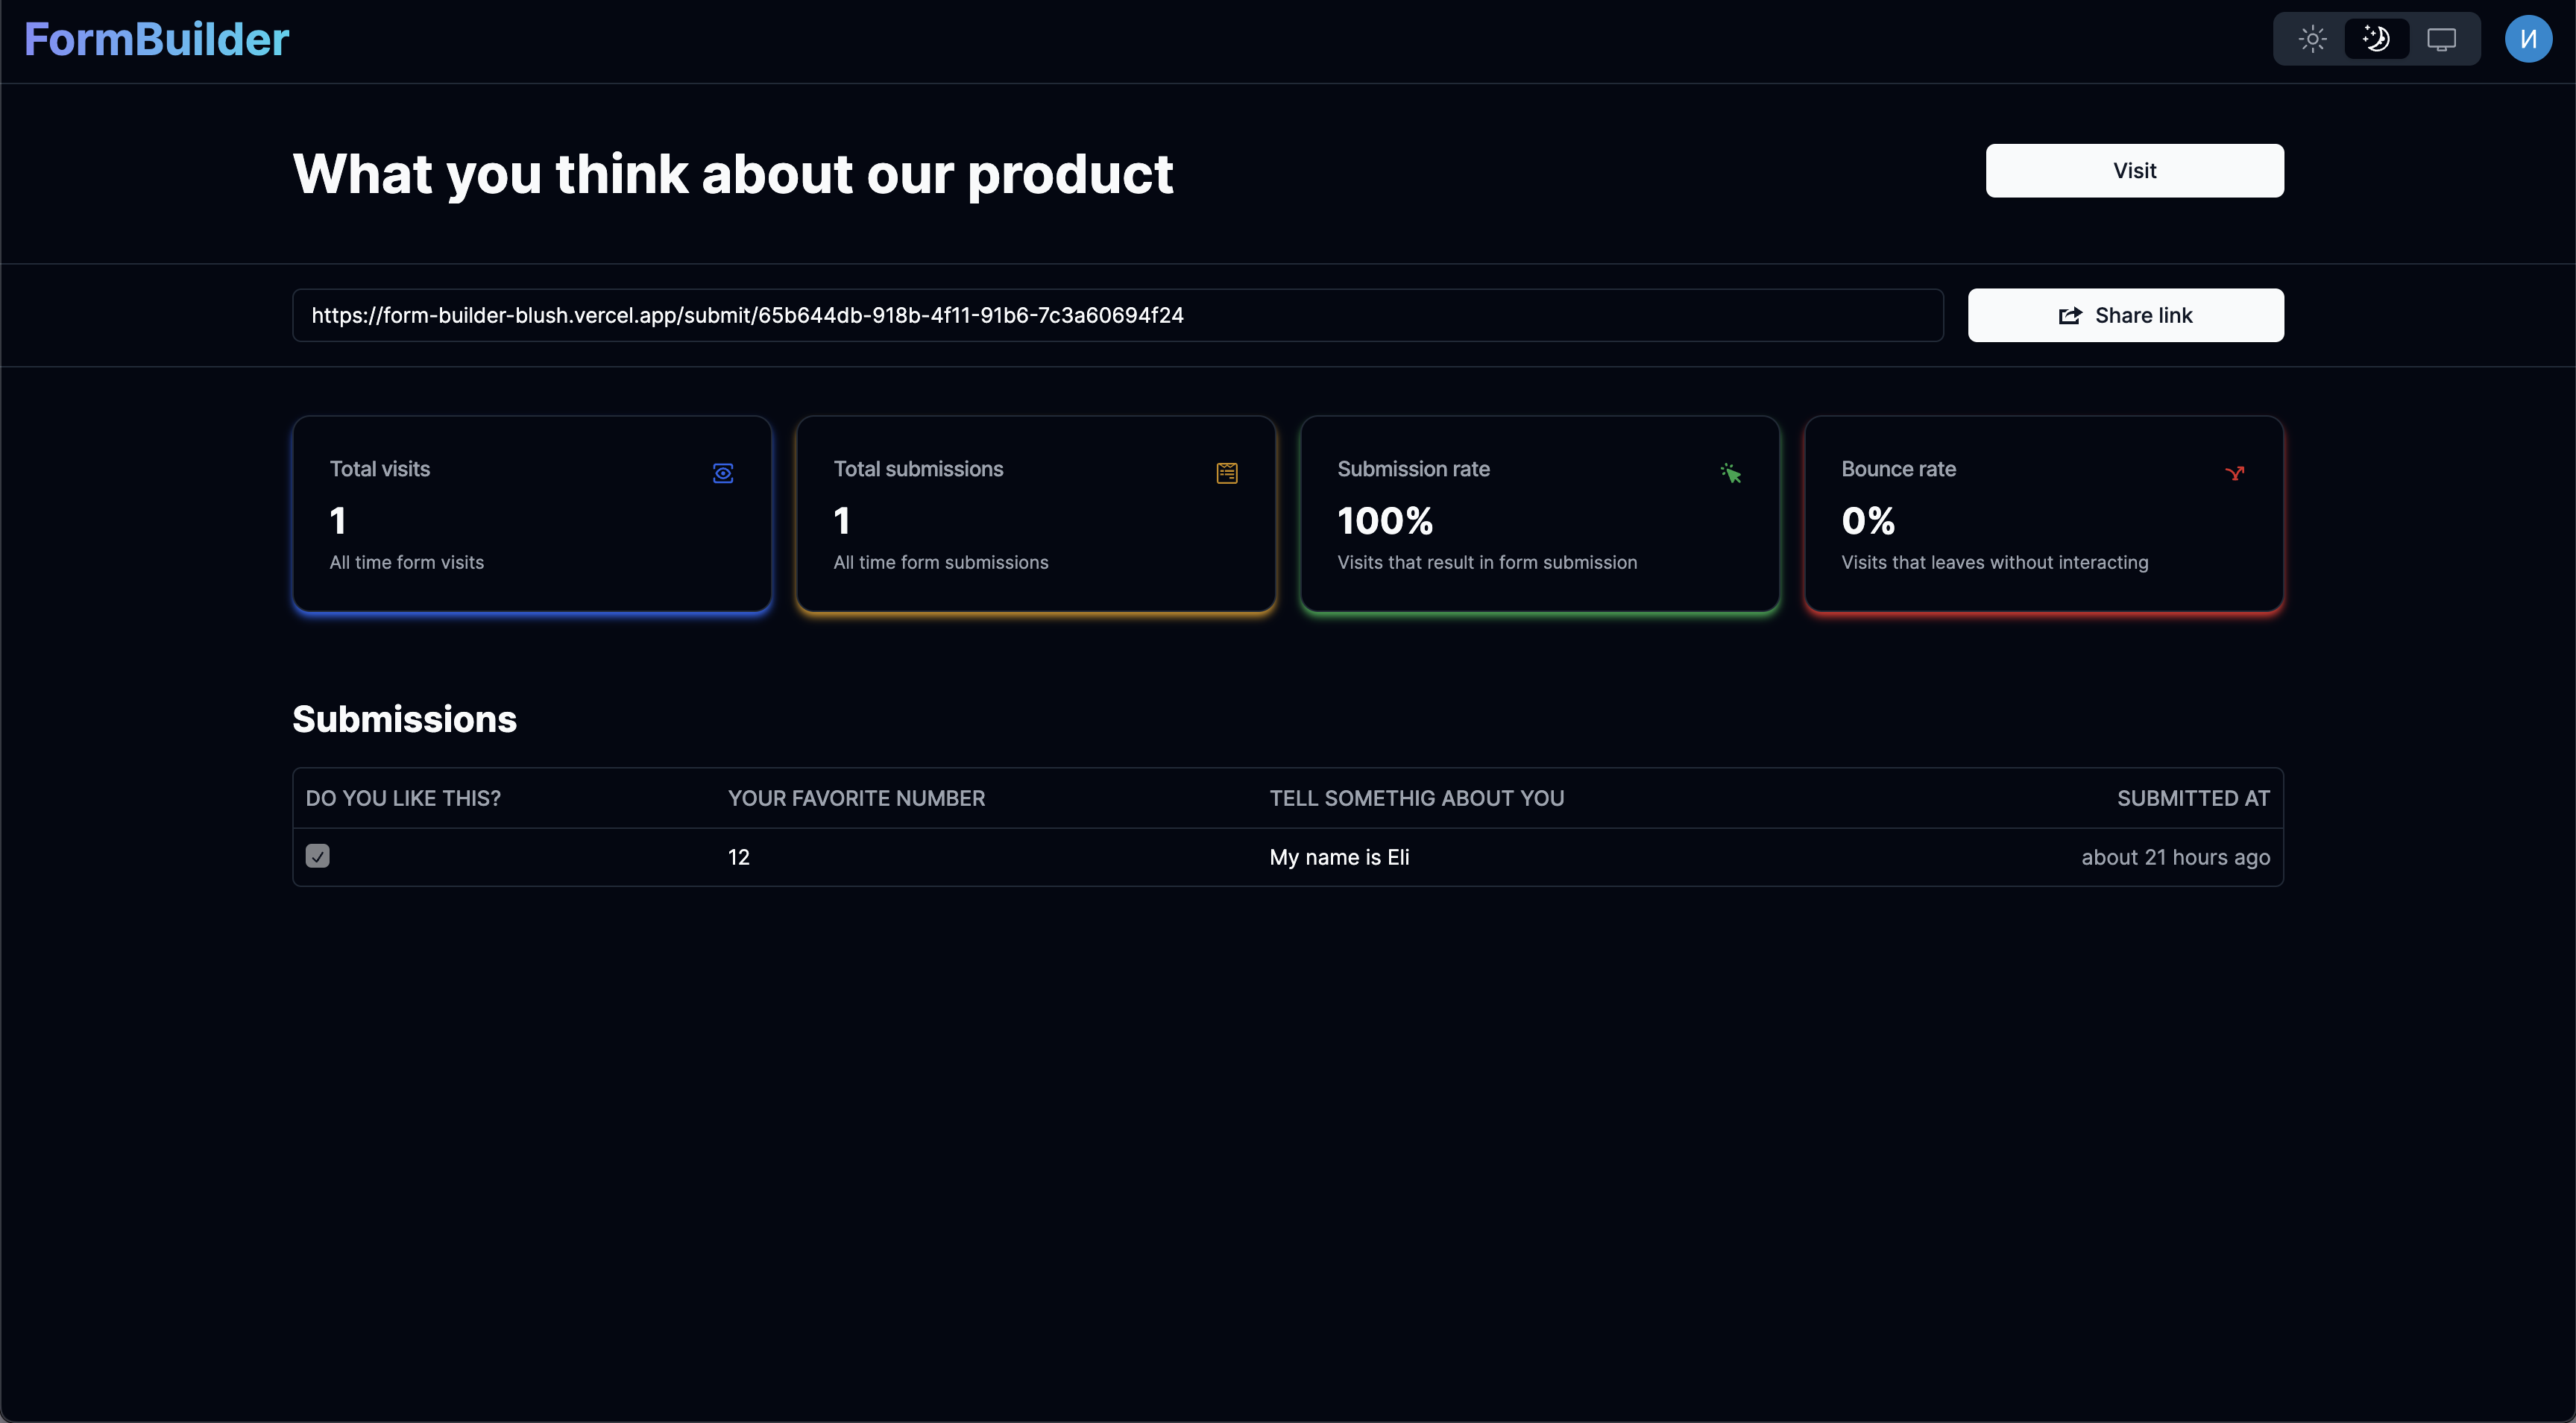 FormBuilder
И
What you think about our product
Visit
https://form-builder-blush.vercel.app/submit/65b644db-918b-4f11-91b6-7c3a60694f24
Share link
Total visits
1
All time form visits
Total submissions
1
All time form submissions
Submission rate
100%
Visits that result in form submission
Bounce rate
0%
Visits that leaves without interacting
Submissions
DO YOU LIKE THIS? YOUR FAVORITE NUMBER TELL SOMETHIG ABOUT YOU SUBMITTED AT
12 My name is Eli about 21 hours ago